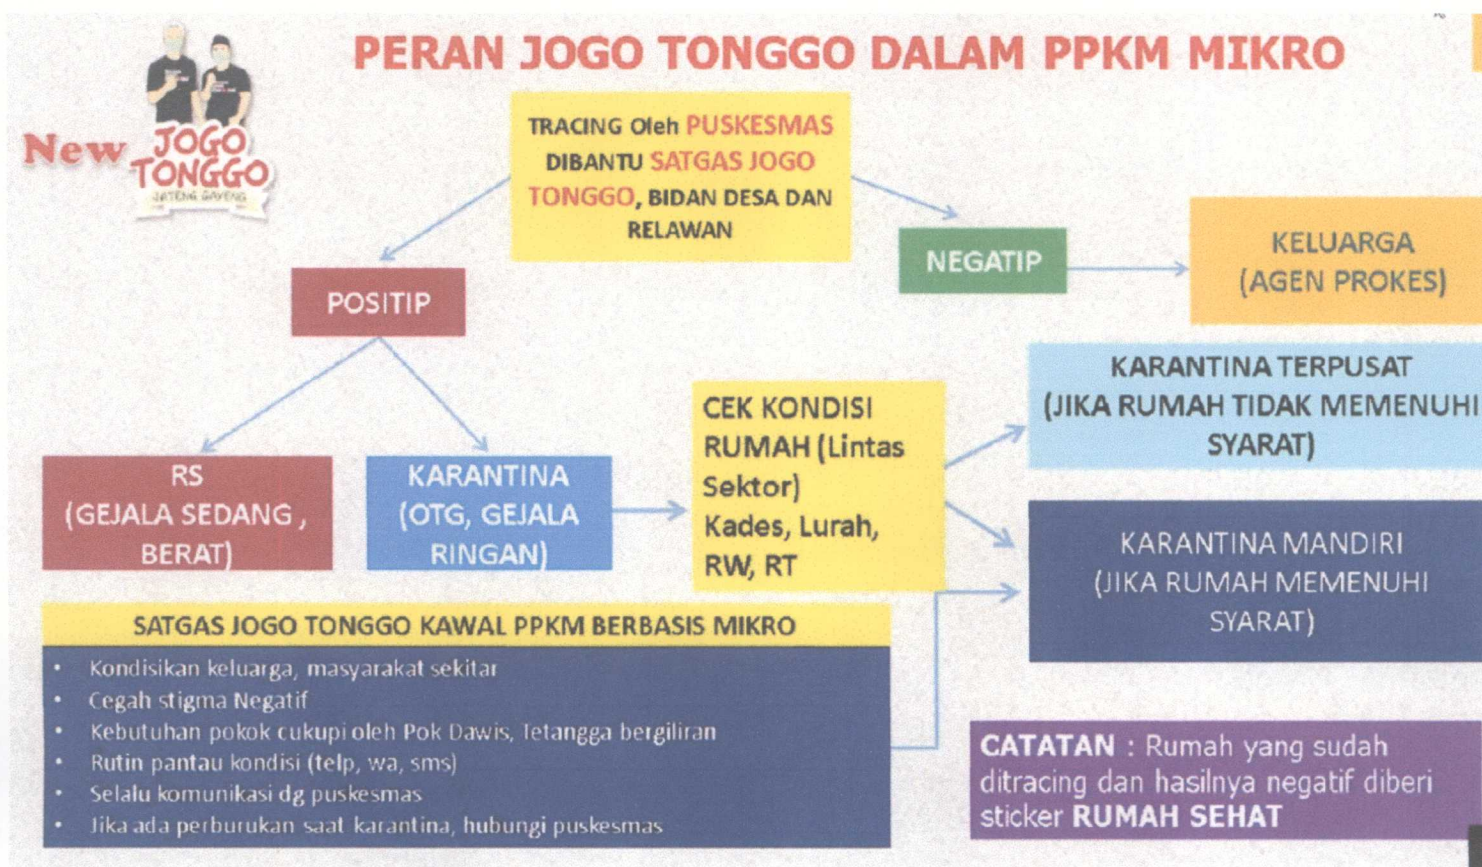 PERAN JOGO TONGGO DALAM PPKM MIKRO
New
JOGO
TONGGO
JATENG GAYENG
TRACING Oleh PUSKESMAS
DIBANTU SATGAS JOGO
TONGGO, BIDAN DESA DAN
RELAWAN
POSITIP
NEGATIP
KELUARGA
(AGEN PROKES)
RS
(GEJALA SEDANG ,
BERAT)
KARANTINA
(OTG, GEJALA
RINGAN)
CEK KONDISI
RUMAH (Lintas
Sektor)
Kades, Lurah,
RW, RT
KARANTINA TERPUSAT
(JIKA RUMAH TIDAK MEMENUHI
SYARAT)
KARANTINA MANDIRI
(JIKA RUMAH MEMENUHI
SYARAT)
SATGAS JOGO TONGGO KAWAL PPKM BERBASIS MIKRO
• Kondisikan keluarga, masyarakat sekitar
• Cegah stigma Negatif
• Kebutuhan pokok cukupi oleh Pok Dawis, Tetangga bergiliran
• Rutin pantau kondisi (telp, wa, sms)
• Selalu komunikasi dg puskesmas
• Jika ada perburukan saat karantina, hubungi puskesmas
CATATAN : Rumah yang sudah
ditracing dan hasilnya negatif diberi
sticker RUMAH SEHAT